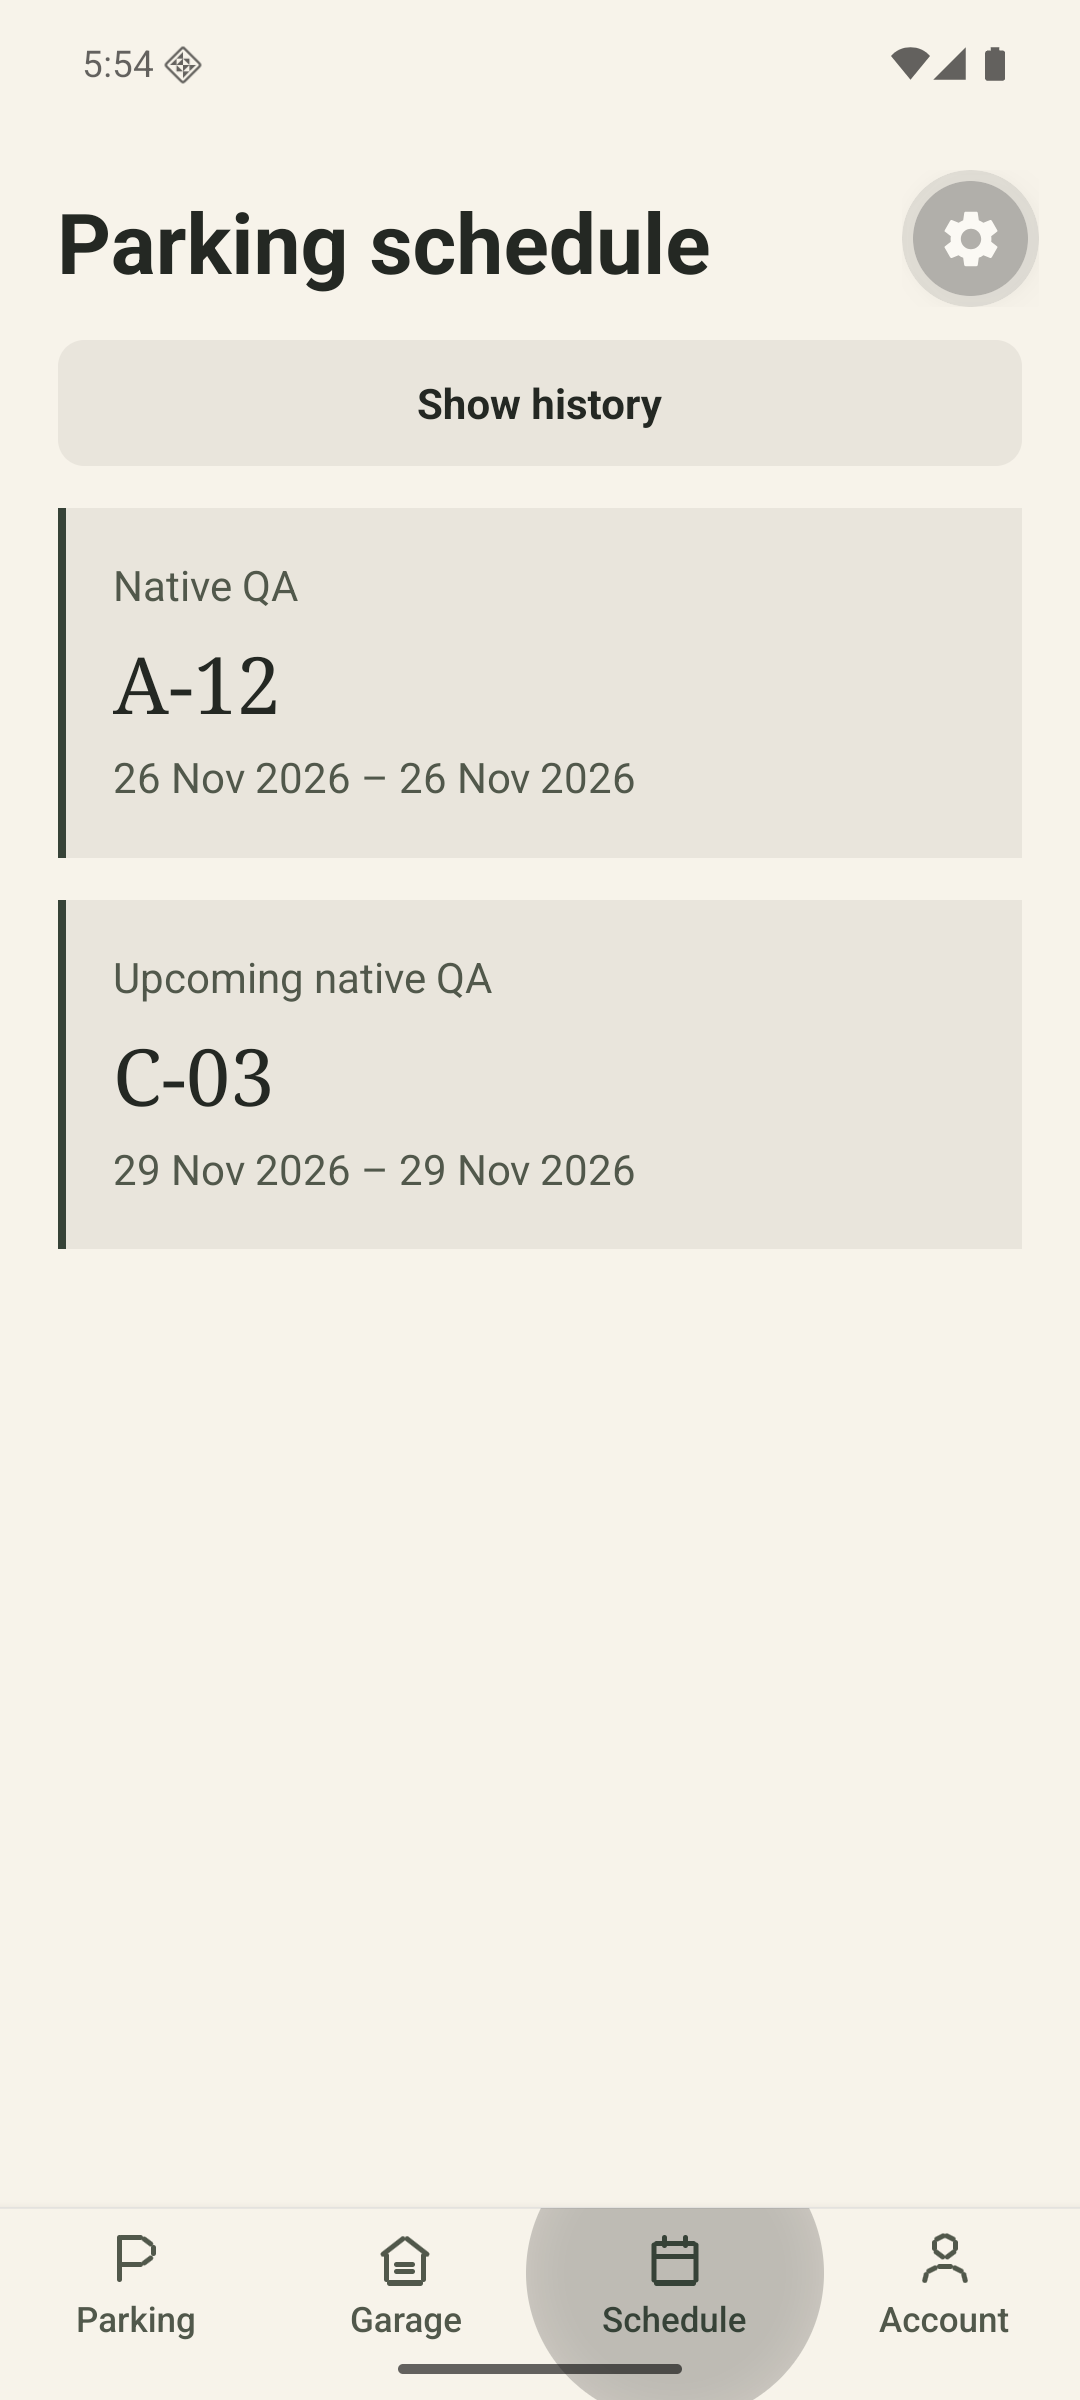 5:54
Parking schedule
Show history
Native QA
A-12
26 Nov 2026 – 26 Nov 2026
Upcoming native QA
C-03
29 Nov 2026 – 29 Nov 2026
Parking
Garage
Schedule
Account